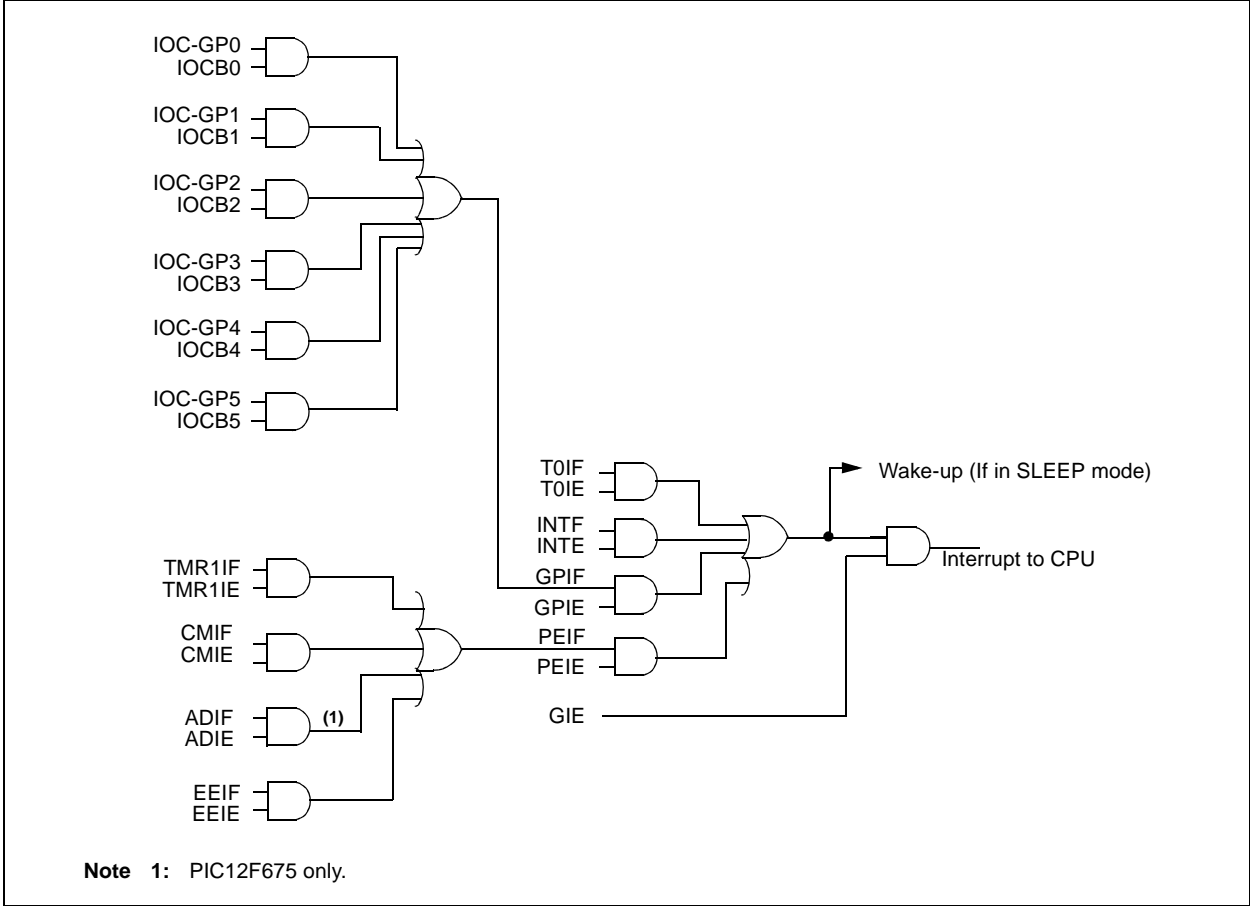 IOC-GP0
IOCB0
IOC-GP1
IOCB1
IOC-GP2
IOCB2
IOC-GP3
IOCB3
IOC-GP4
IOCB4
IOC-GP5
IOCB5
T0IF
T0IE
Wake-up (If in SLEEP mode)
INTF
INTE
Interrupt to CPU
TMR1IF
TMR1IE
GPIF
GPIE
CMIF
CMIE
PEIF
PEIE
ADIF
ADIE
(1)
GIE
EEIF
EEIE
Note 1: PIC12F675 only.